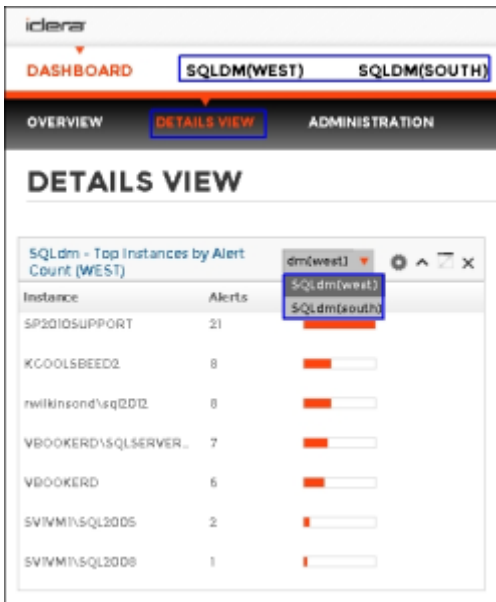 idera
DASHBOARD SQLDM(WEST) SQLDM(SOUTH)
OVERVIEW DETAILS VIEW ADMINISTRATION
DETAILS VIEW
SQLdm - Top Instances by Alert
Count (WEST)
dm(west)
SQLdm(west)
SQLdm(south)
Instance Alerts
SP2010SUPPORT 21
KCOOLSBEED2 8
rwilkinsond\sql2012 8
VBOOKERD\SQLSERVER... 7
VBOOKERD 6
SV1VM1\SQL2005 2
SV1VM1\SQL2008 1